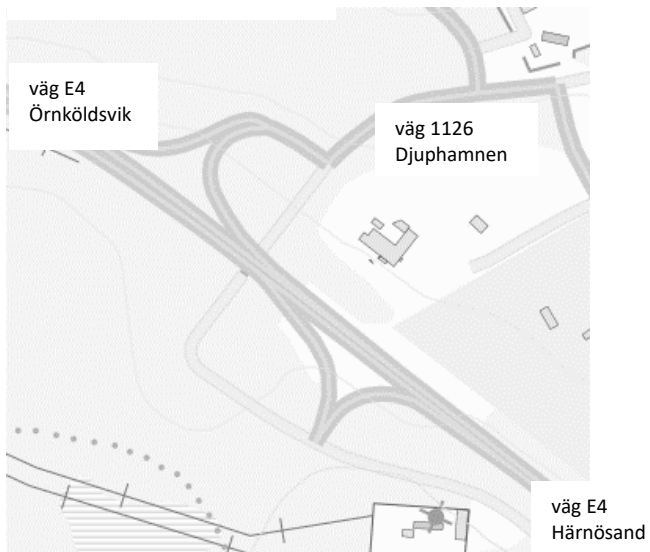 väg E4
Örnköldsvik
väg 1126
Djuphamnen
väg E4
Härnösand